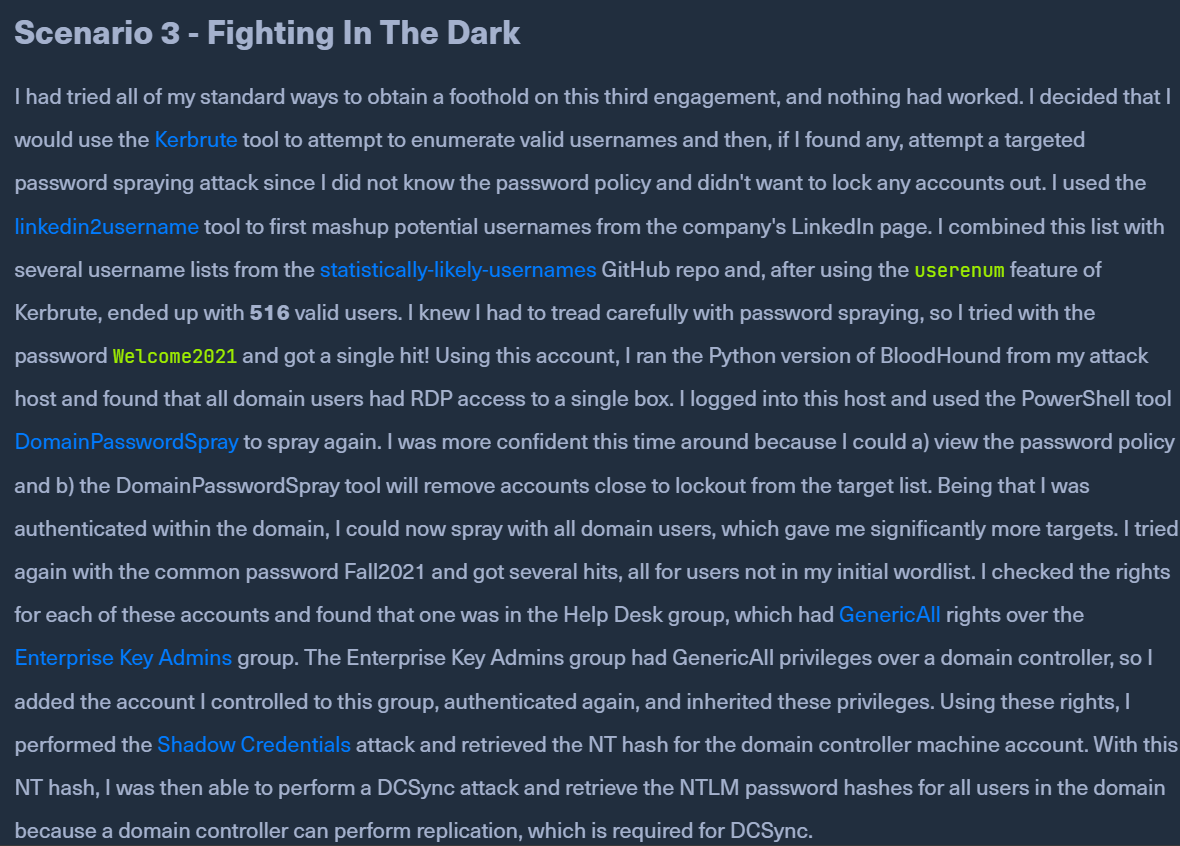 Scenario 3 - Fighting In The Dark
I had tried all of my standard ways to obtain a foothold on this third engagement, and nothing had worked. I decided that I
would use the Kerbrute tool to attempt to enumerate valid usernames and then, if I found any, attempt a targeted
password spraying attack since I did not know the password policy and didn't want to lock any accounts out. I used the
linkedin2username tool to first mashup potential usernames from the company's LinkedIn page. I combined this list with
several username lists from the statistically-likely-usernames GitHub repo and, after using the userenum feature of
Kerbrute, ended up with 516 valid users. I knew I had to tread carefully with password spraying, so I tried with the
password Welcome2021 and got a single hit! Using this account, I ran the Python version of BloodHound from my attack
host and found that all domain users had RDP access to a single box. I logged into this host and used the PowerShell tool
DomainPasswordSpray to spray again. I was more confident this time around because I could a) view the password policy
and b) the DomainPasswordSpray tool will remove accounts close to lockout from the target list. Being that I was
authenticated within the domain, I could now spray with all domain users, which gave me significantly more targets. I tried
again with the common password Fall2021 and got several hits, all for users not in my initial wordlist. I checked the rights
for each of these accounts and found that one was in the Help Desk group, which had GenericAll rights over the
Enterprise Key Admins group. The Enterprise Key Admins group had GenericAll privileges over a domain controller, so I
added the account I controlled to this group, authenticated again, and inherited these privileges. Using these rights, I
performed the Shadow Credentials attack and retrieved the NT hash for the domain controller machine account. With this
NT hash, I was then able to perform a DCSync attack and retrieve the NTLM password hashes for all users in the domain
because a domain controller can perform replication, which is required for DCSync.